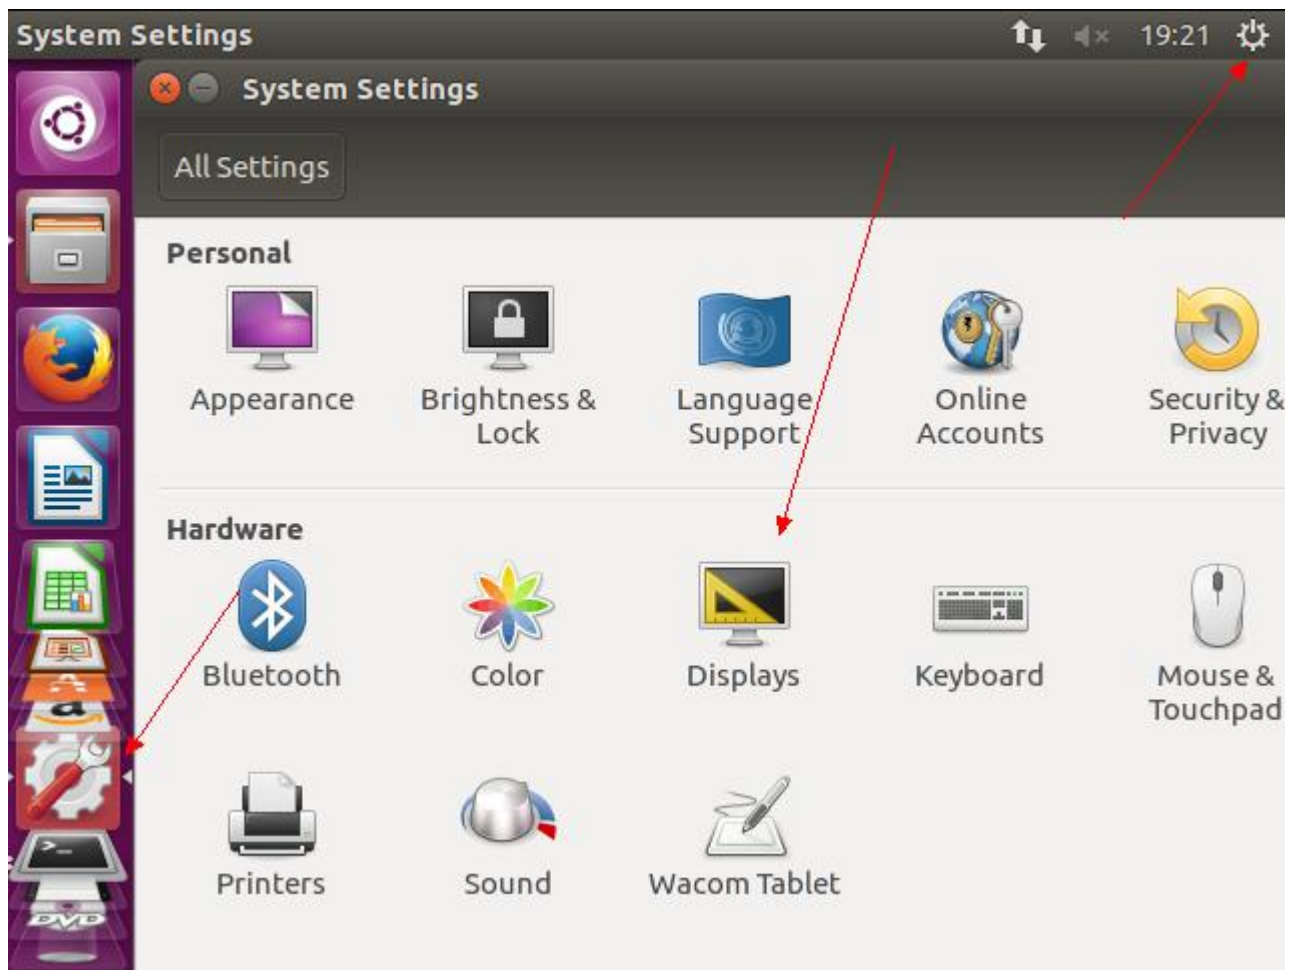 System Settings
19:21
System Settings
All Settings
Personal
Appearance
Brightness &
Lock
Language
Support
Online
Accounts
Security &
Privacy
Hardware
Bluetooth
Color
Displays
Keyboard
Mouse &
Touchpad
Printers
Sound
Wacom Tablet
a
>_
DVD